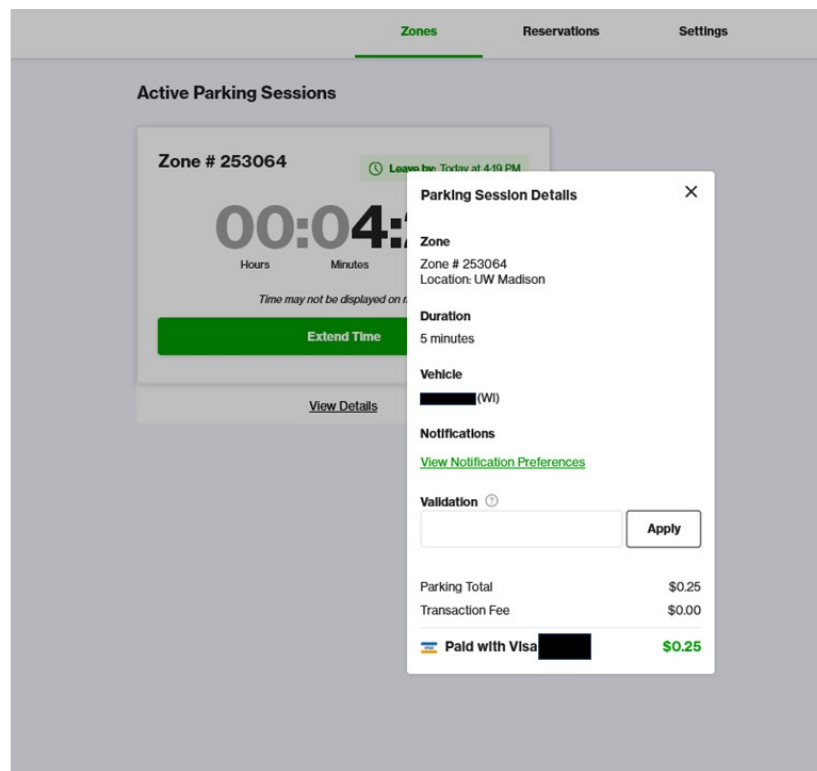 Zones Reservations Settings
Active Parking Sessions
Zone # 253064
Leave by: Today at 4:19 PM
00:04:
Hours Minutes
Time may not be displayed on
Extend Time
View Details
Parking Session Details
Zone
Zone # 253064
Location: UW Madison
Duration
5 minutes
Vehicle
(WI)
Notifications
View Notification Preferences
Validation ?
Apply
Parking Total $0.25
Transaction Fee $0.00
VISA Paid with Visa $0.25